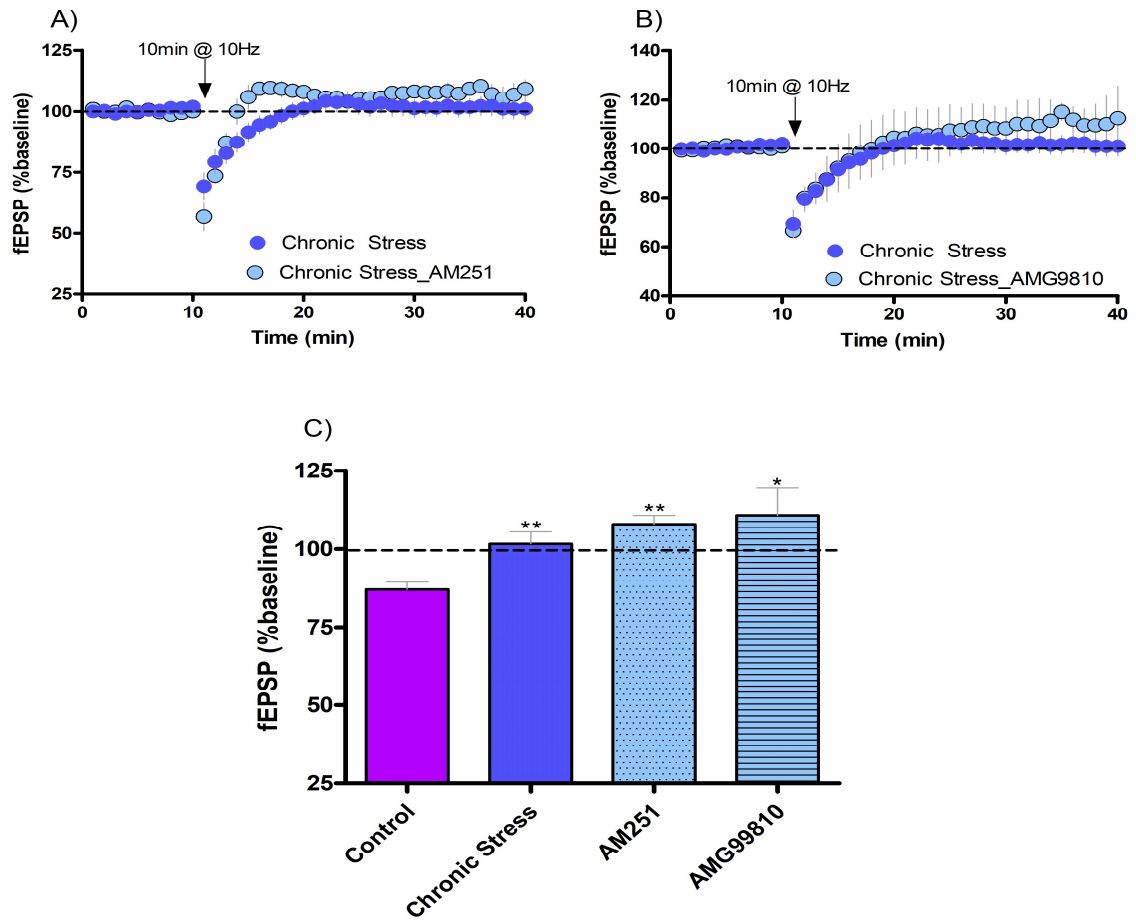 A)
125
100
75
50
25
fEPSP (%baseline)
10min @ 10Hz
Chronic Stress
Chronic Stress_AM251
0 10 20 30 40
Time (min)
B)
140
120
100
80
60
40
fEPSP (%baseline)
10min @ 10Hz
Chronic Stress
Chronic Stress_AMG9810
0 10 20 30 40
Time (min)
C)
125
100
75
50
25
fEPSP (%baseline)
** ** *
Control
Chronic Stress
AM251
AMG99810